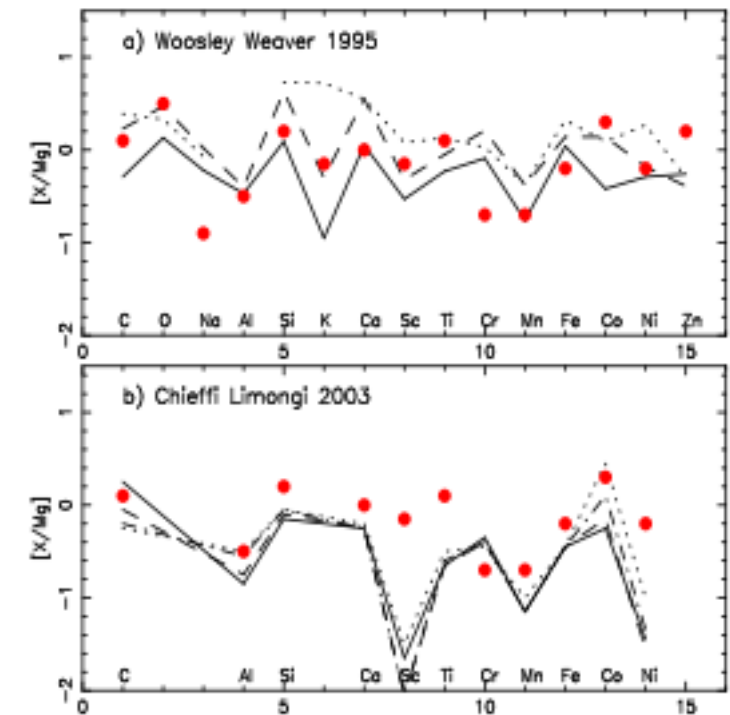 a) Woosley Weaver 1995
1
0
−1
−2
[X/Mg]
C O Na Al Si K Ca Sc Ti Cr Mn Fe Co Ni Zn
0 5 10 15
b) Chieffi Limongi 2003
1
0
−1
−2
[X/Mg]
C Al Si Ca Sc Ti Cr Mn Fe Co Ni
0 5 10 15